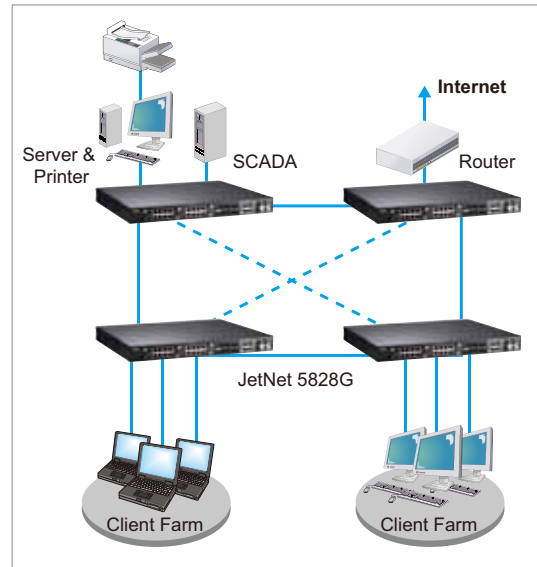 Internet
Server &
Printer
SCADA
Router
JetNet 5828G
Client Farm
Client Farm